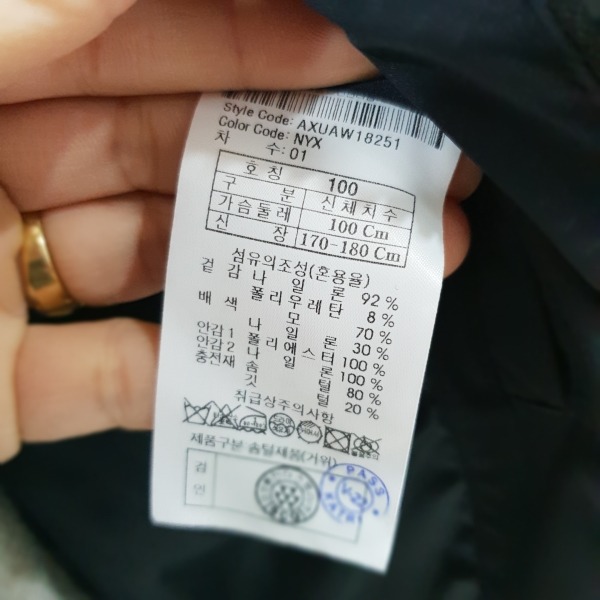 Style Code: AXUAW18251
Color Code: NYX
차 수: 01
호칭 100
구 분 신체치수
가슴둘레 100 Cm
신 장 170-180 Cm
섬유의조성(혼용율)
겉 감 나 일 론 92 %
폴 리 우 레 탄 8 %
배 색 모 70 %
나 일 론 30 %
안감 1 폴 리 에 스 터 100 %
안감 2 나 일 론 100 %
충전재 솜 털 80 %
깃 털 20 %
취급상주의사항
제품구분 솜털제품(거위)
검
인
PASS